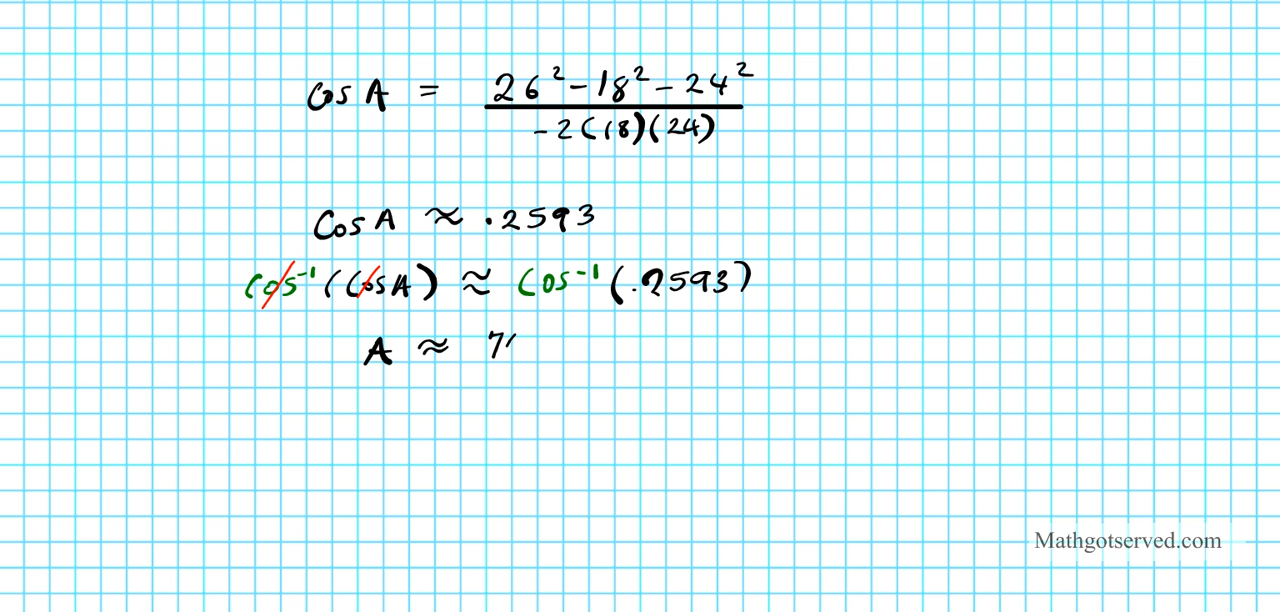 Cos A = 26² - 18² - 24² / -2(18)(24)
Cos A ≈ .2593
Cos⁻¹(Cos A) ≈ Cos⁻¹(.2593)
A ≈ 7
Mathgotserved.com